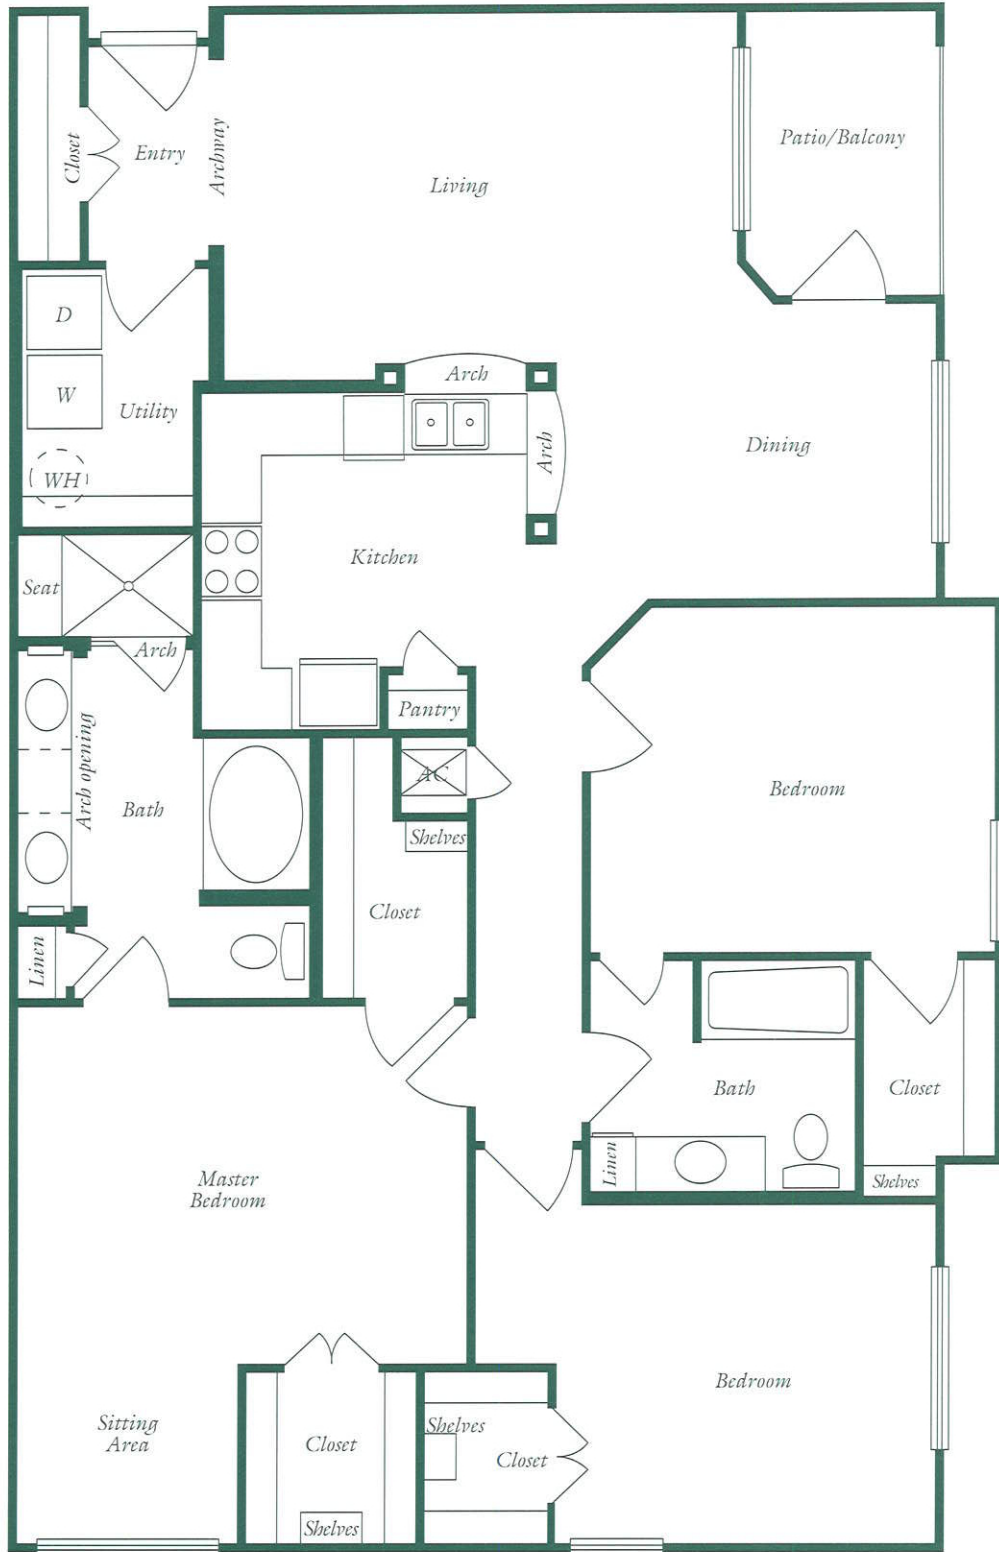 Closet
Entry
Archway
Living
Patio/Balcony
D
W
Utility
WH
Arch
Arch
Dining
Kitchen
Seat
Arch
Pantry
Arch opening
Bath
AC
Shelves
Closet
Bedroom
Linen
Bath
Closet
Linen
Shelves
Master
Bedroom
Bedroom
Sitting
Area
Closet
Shelves
Shelves
Closet